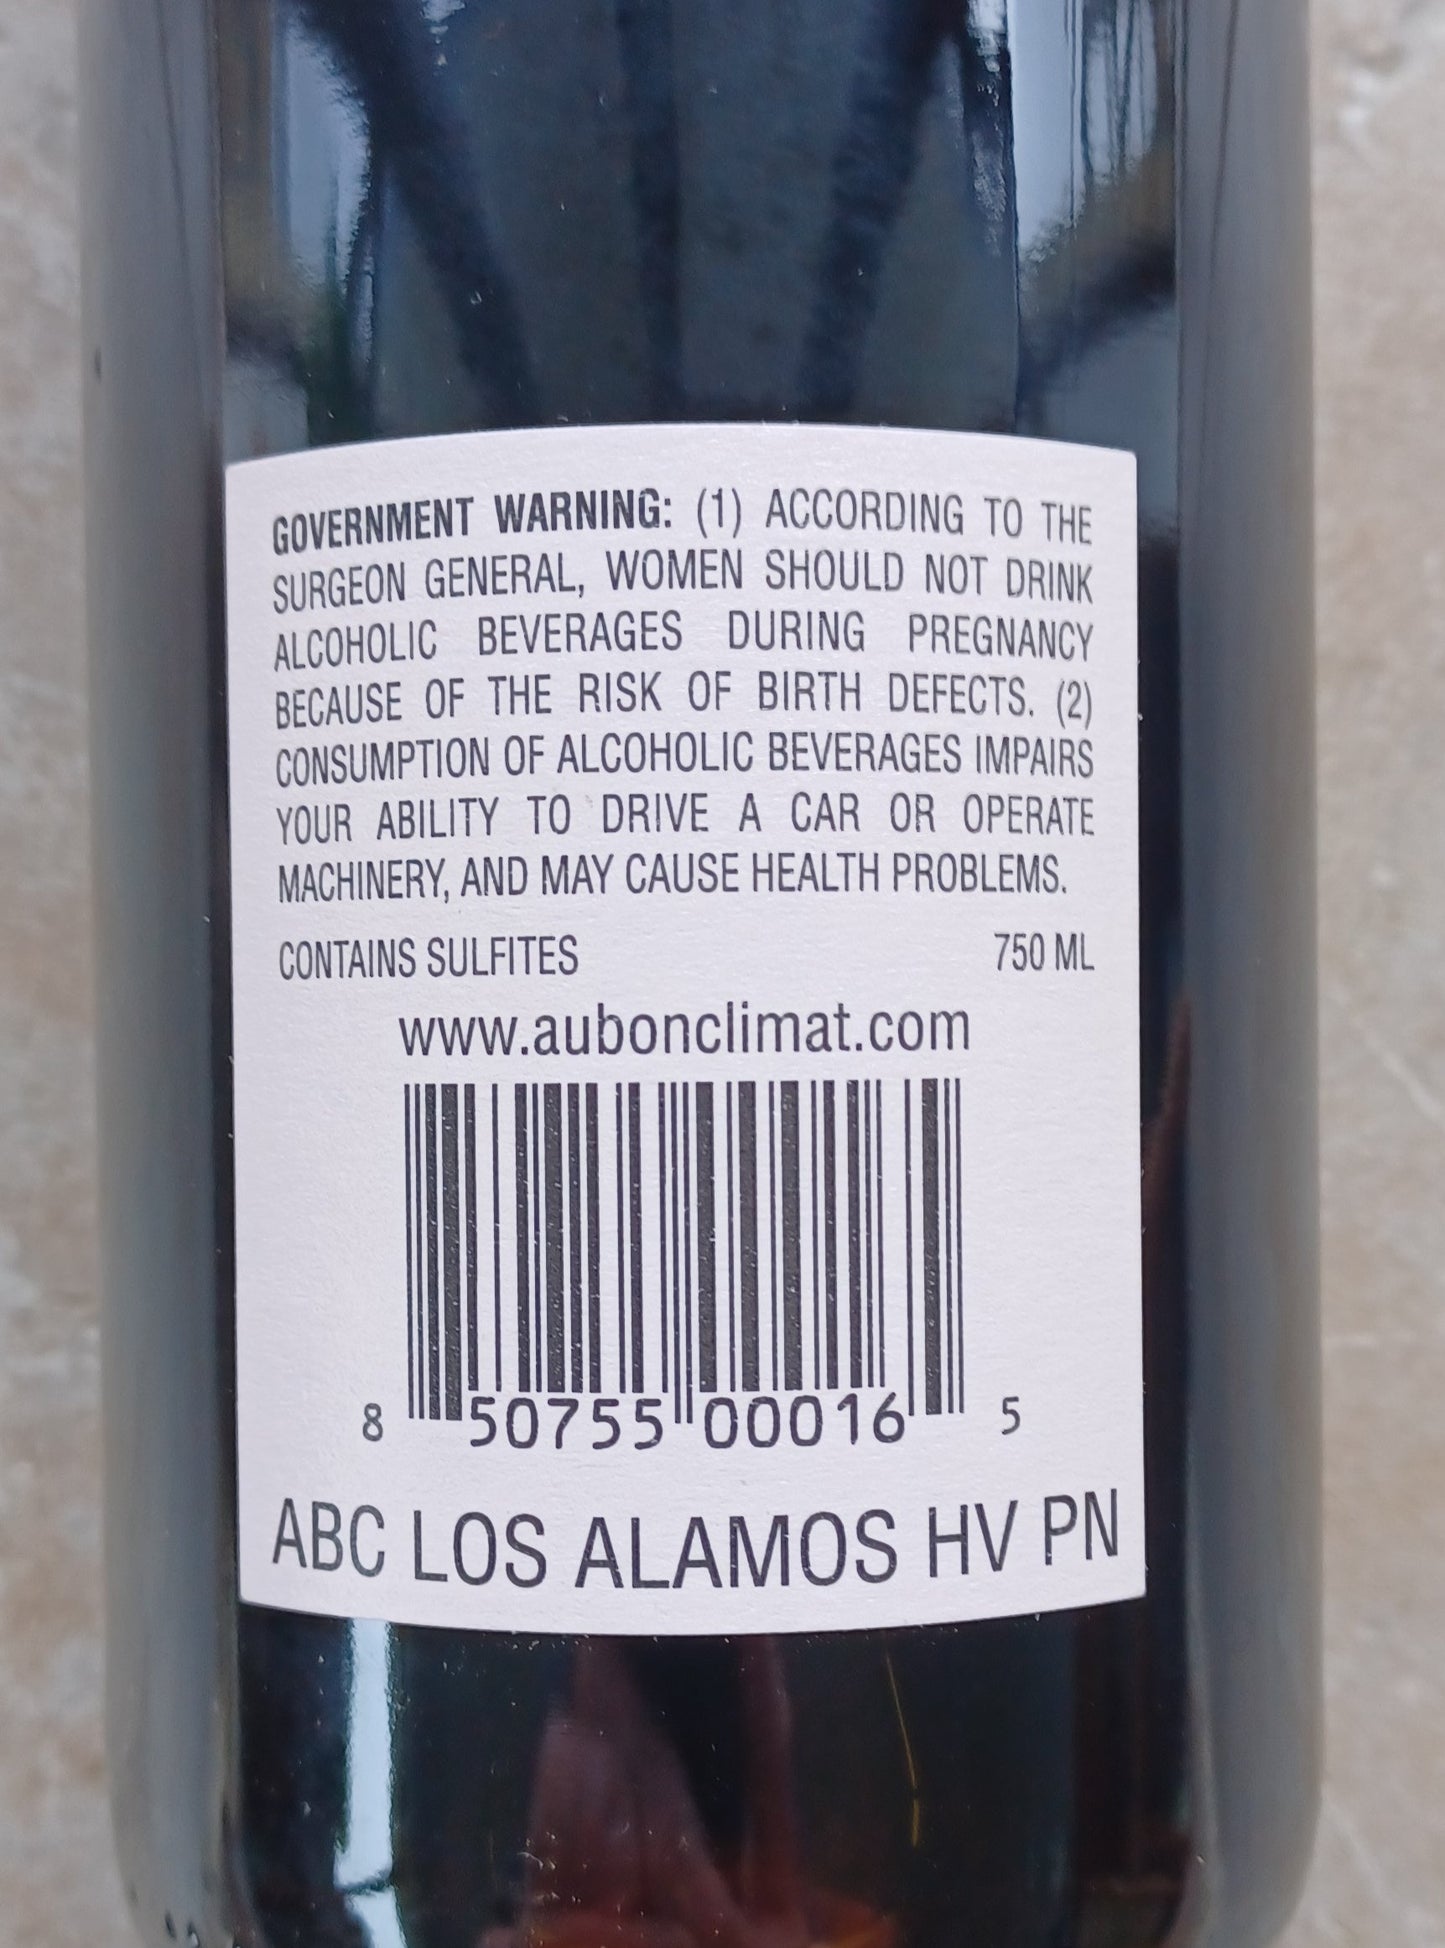 GOVERNMENT WARNING: (1) ACCORDING TO THE
SURGEON GENERAL, WOMEN SHOULD NOT DRINK
ALCOHOLIC BEVERAGES DURING PREGNANCY
BECAUSE OF THE RISK OF BIRTH DEFECTS. (2)
CONSUMPTION OF ALCOHOLIC BEVERAGES IMPAIRS
YOUR ABILITY TO DRIVE A CAR OR OPERATE
MACHINERY, AND MAY CAUSE HEALTH PROBLEMS.
CONTAINS SULFITES 750 ML
www.aubonclimat.com
8 50755 00016 5
ABC LOS ALAMOS HV PN